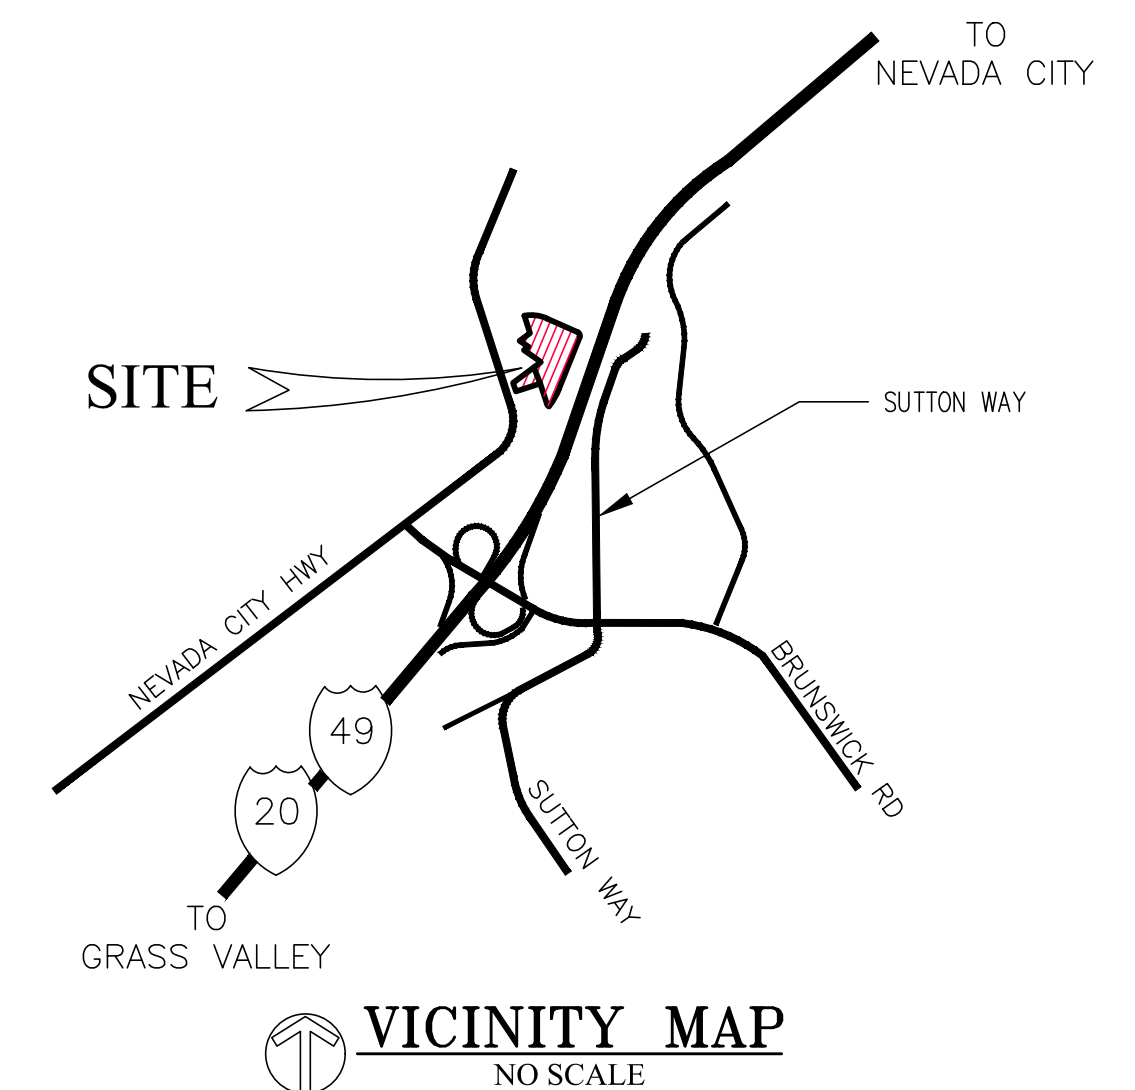 TO
NEVADA CITY
SITE
SUTTON WAY
NEVADA CITY HWY
BRUNSWICK RD
49
20
SUTTON WAY
TO
GRASS VALLEY
VICINITY MAP
NO SCALE